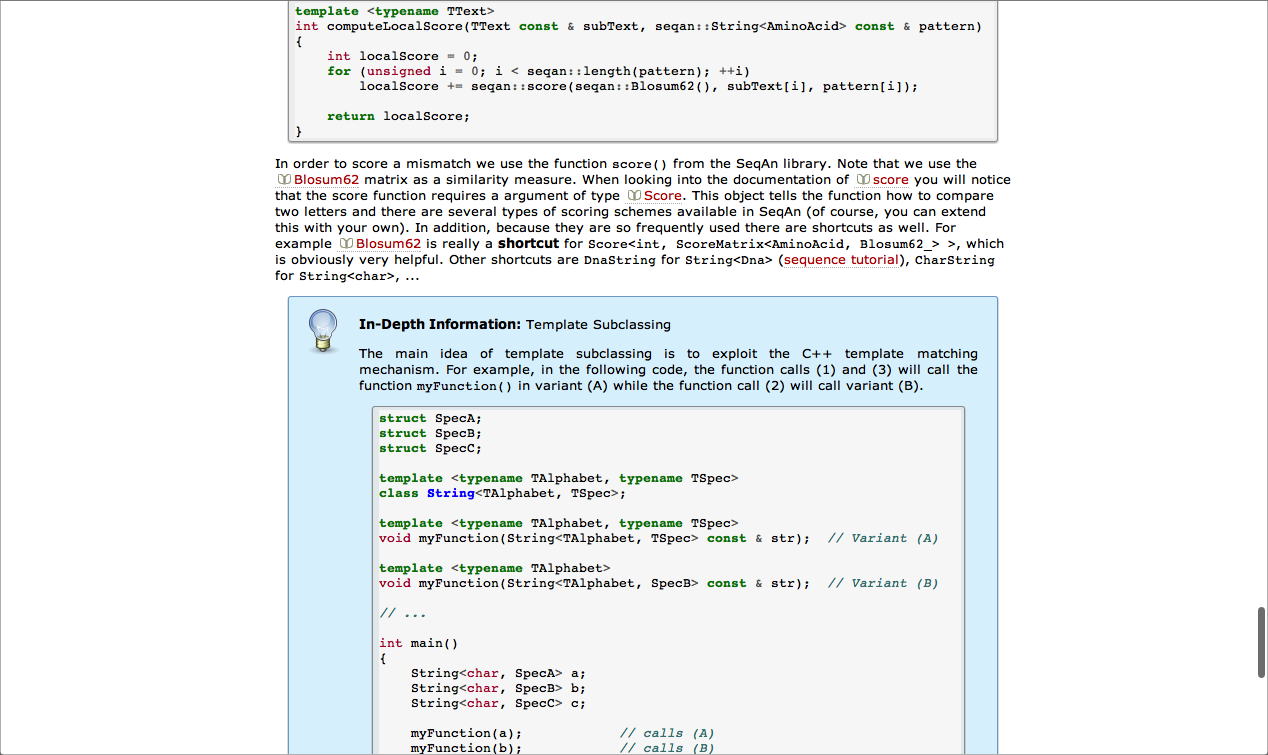 template <typename TText>
int computeLocalScore(TText const & subText, seqan::String<AminoAcid> const & pattern)
{
    int localScore = 0;
    for (unsigned i = 0; i < seqan::length(pattern); ++i)
        localScore += seqan::score(seqan::Blosum62(), subText[i], pattern[i]);

    return localScore;
}
In order to score a mismatch we use the function score() from the SeqAn library. Note that we use the
Blosum62 matrix as a similarity measure. When looking into the documentation of score you will notice
that the score function requires a argument of type Score. This object tells the function how to compare
two letters and there are several types of scoring schemes available in SeqAn (of course, you can extend
this with your own). In addition, because they are so frequently used there are shortcuts as well. For
example Blosum62 is really a shortcut for Score<int, ScoreMatrix<AminoAcid, Blosum62_> >, which
is obviously very helpful. Other shortcuts are DnaString for String<Dna> (sequence tutorial), CharString
for String<char>, ...
In-Depth Information: Template Subclassing
The main idea of template subclassing is to exploit the C++ template matching
mechanism. For example, in the following code, the function calls (1) and (3) will call the
function myFunction() in variant (A) while the function call (2) will call variant (B).
struct SpecA;
struct SpecB;
struct SpecC;

template <typename TAlphabet, typename TSpec>
class String<TAlphabet, TSpec>;

template <typename TAlphabet, typename TSpec>
void myFunction(String<TAlphabet, TSpec> const & str);  // Variant (A)

template <typename TAlphabet>
void myFunction(String<TAlphabet, SpecB> const & str);  // Variant (B)

// ...

int main()
{
    String<char, SpecA> a;
    String<char, SpecB> b;
    String<char, SpecC> c;

    myFunction(a);            // calls (A)
    myFunction(b);            // calls (B)